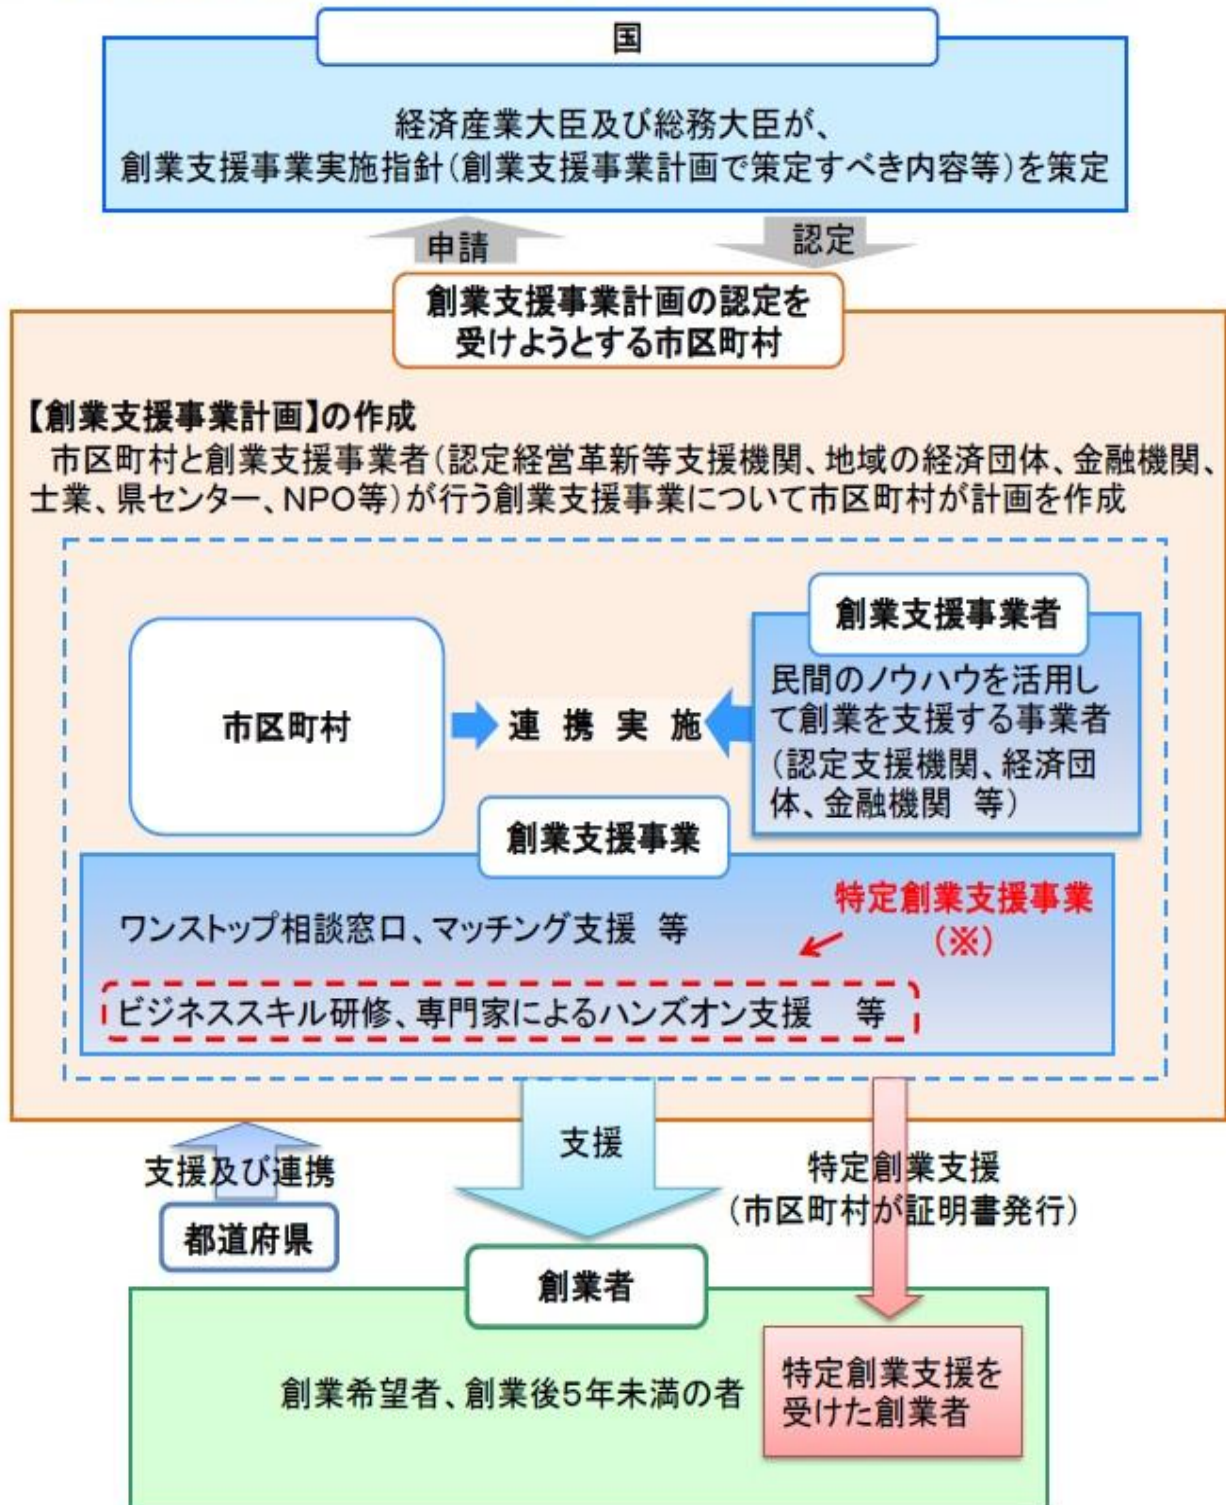 国
経済産業大臣及び総務大臣が、
創業支援事業実施指針(創業支援事業計画で策定すべき内容等)を策定
申請
認定
創業支援事業計画の認定を
受けようとする市区町村
【創業支援事業計画】の作成
市区町村と創業支援事業者(認定経営革新等支援機関、地域の経済団体、金融機関、
士業、県センター、NPO等)が行う創業支援事業について市区町村が計画を作成
市区町村
連携実施
創業支援事業者
民間のノウハウを活用し
て創業を支援する事業者
(認定支援機関、経済団
体、金融機関 等)
創業支援事業
ワンストップ相談窓口、マッチング支援 等
特定創業支援事業
(※)
ビジネススキル研修、専門家によるハンズオン支援 等
支援及び連携
都道府県
支援
特定創業支援
(市区町村が証明書発行)
創業者
創業希望者、創業後5年未満の者
特定創業支援を
受けた創業者